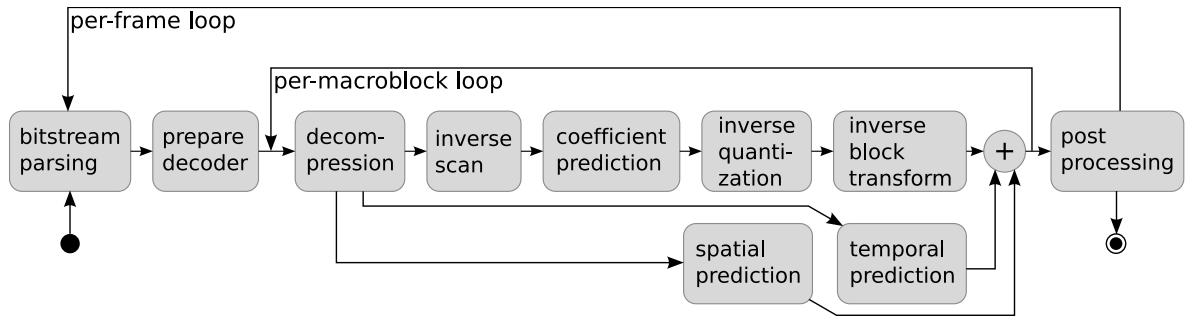 per-frame loop
per-macroblock loop
bitstream
parsing
prepare
decoder
decom-
pression
inverse
scan
coefficient
prediction
inverse
quanti-
zation
inverse
block
transform
+
post
processing
spatial
prediction
temporal
prediction